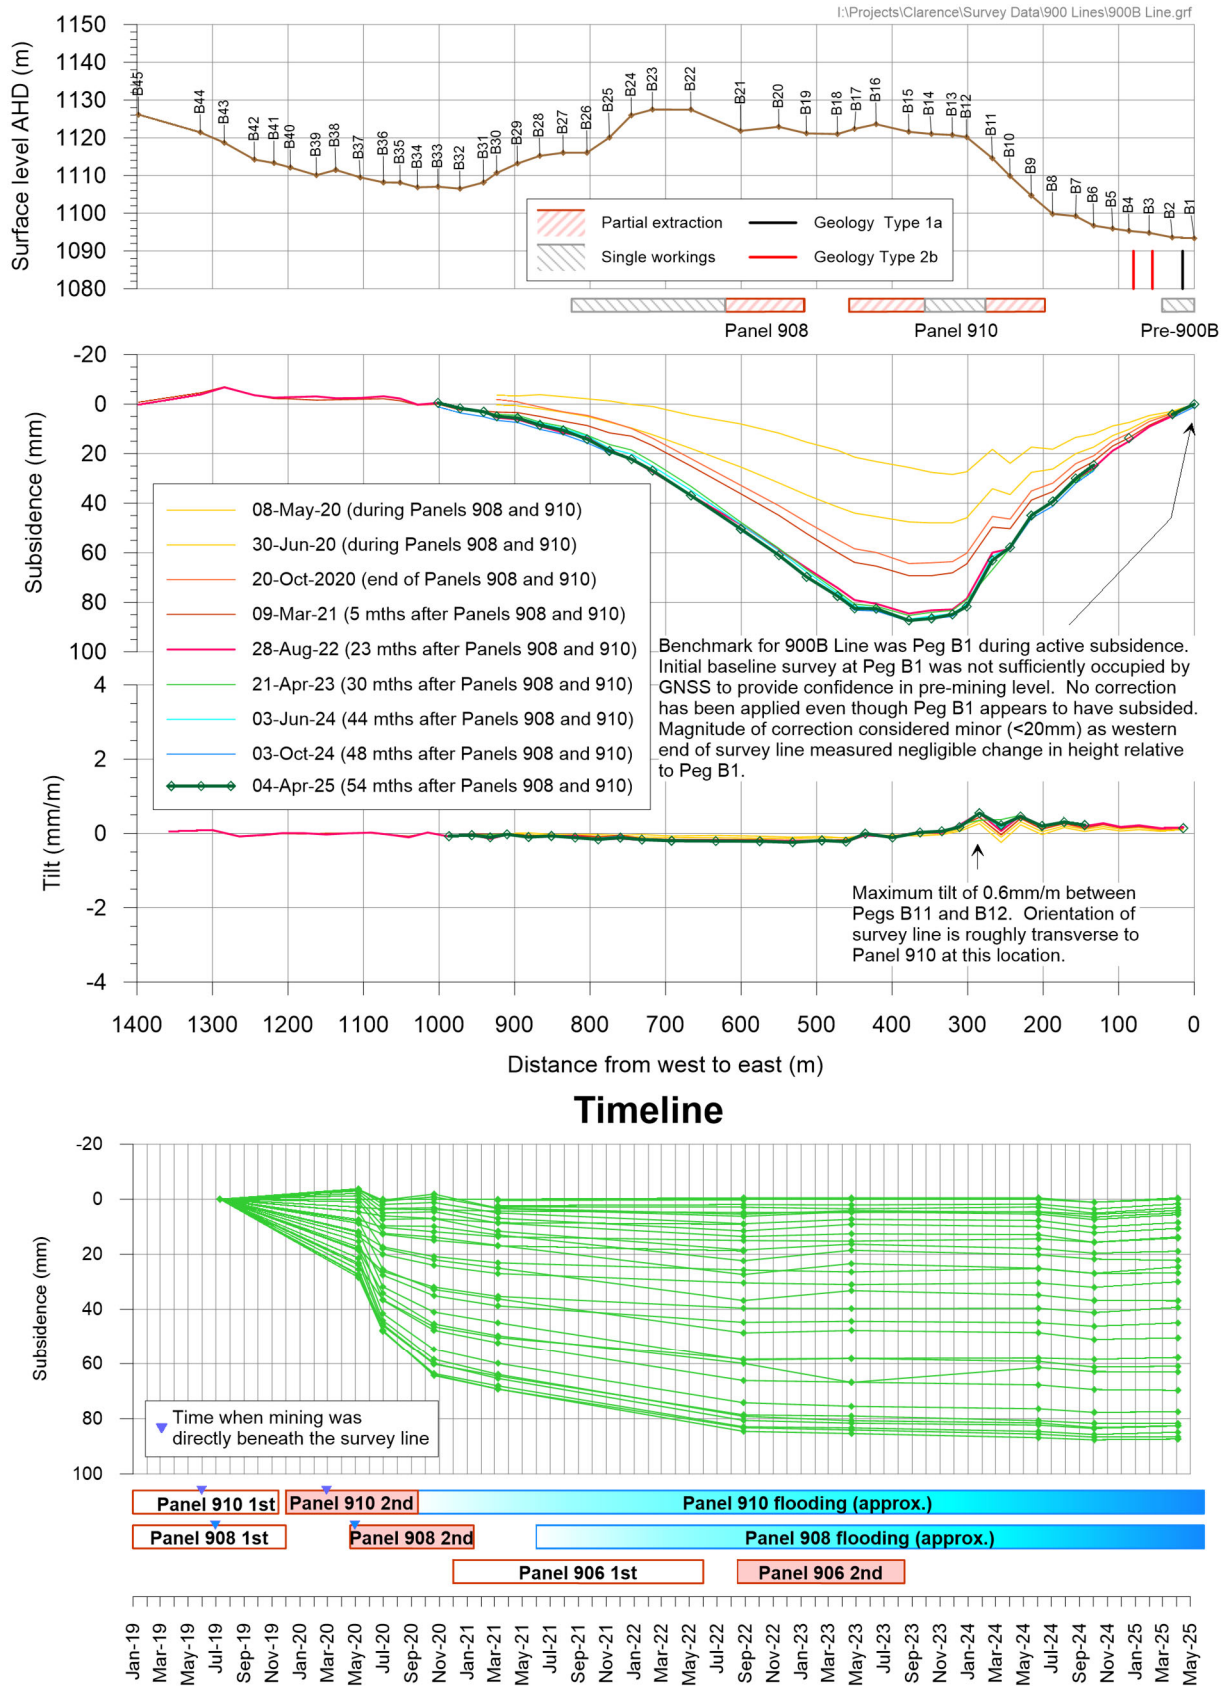 I:\Projects\Clarence\Survey Data\900 Lines\900B Line.grf
1150
1140
1130
1120
1110
1100
1090
1080
Surface level AHD (m)
B45
B44
B43
B42
B41
B40
B39
B38
B37
B36
B35
B34
B33
B32
B31
B30
B29
B28
B27
B26
B25
B24
B23
B22
B21
B20
B19
B18
B17
B16
B15
B14
B13
B12
B11
B10
B9
B8
B7
B6
B5
B4
B3
B2
B1
Partial extraction
Geology Type 1a
Single workings
Geology Type 2b
Panel 908
Panel 910
Pre-900B
-20
0
20
40
60
80
100
Subsidence (mm)
08-May-20 (during Panels 908 and 910)
30-Jun-20 (during Panels 908 and 910)
20-Oct-2020 (end of Panels 908 and 910)
09-Mar-21 (5 mths after Panels 908 and 910)
28-Aug-22 (23 mths after Panels 908 and 910)
21-Apr-23 (30 mths after Panels 908 and 910)
03-Jun-24 (44 mths after Panels 908 and 910)
03-Oct-24 (48 mths after Panels 908 and 910)
04-Apr-25 (54 mths after Panels 908 and 910)
Benchmark for 900B Line was Peg B1 during active subsidence.
Initial baseline survey at Peg B1 was not sufficiently occupied by
GNSS to provide confidence in pre-mining level. No correction
has been applied even though Peg B1 appears to have subsided.
Magnitude of correction considered minor (<20mm) as western
end of survey line measured negligible change in height relative
to Peg B1.
4
2
0
-2
-4
Tilt (mm/m)
Maximum tilt of 0.6mm/m between
Pegs B11 and B12. Orientation of
survey line is roughly transverse to
Panel 910 at this location.
1400 1300 1200 1100 1000 900 800 700 600 500 400 300 200 100 0
Distance from west to east (m)
Timeline
-20
0
20
40
60
80
100
Subsidence (mm)
Time when mining was
directly beneath the survey line
Panel 910 1st
Panel 910 2nd
Panel 910 flooding (approx.)
Panel 908 1st
Panel 908 2nd
Panel 908 flooding (approx.)
Panel 906 1st
Panel 906 2nd
Jan-19
Mar-19
May-19
Jul-19
Sep-19
Nov-19
Jan-20
Mar-20
May-20
Jul-20
Sep-20
Nov-20
Jan-21
Mar-21
May-21
Jul-21
Sep-21
Nov-21
Jan-22
Mar-22
May-22
Jul-22
Sep-22
Nov-22
Jan-23
Mar-23
May-23
Jul-23
Sep-23
Nov-23
Jan-24
Mar-24
May-24
Jul-24
Sep-24
Nov-24
Jan-25
Mar-25
May-25